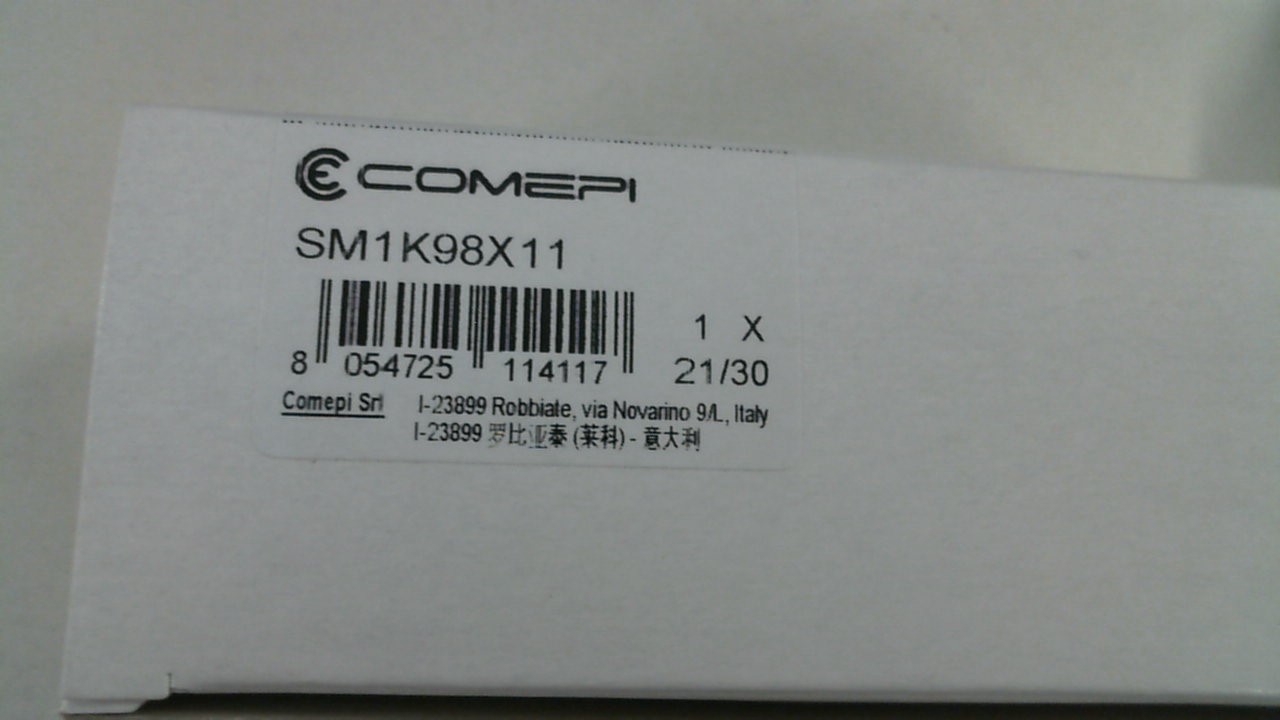 COMEPI
SM1K98X11
1 X
8 054725 114117
21/30
Comepi Srl I-23899 Robbiate, via Novarino 9/L, Italy
I-23899 罗比亚泰 (莱科) - 意大利